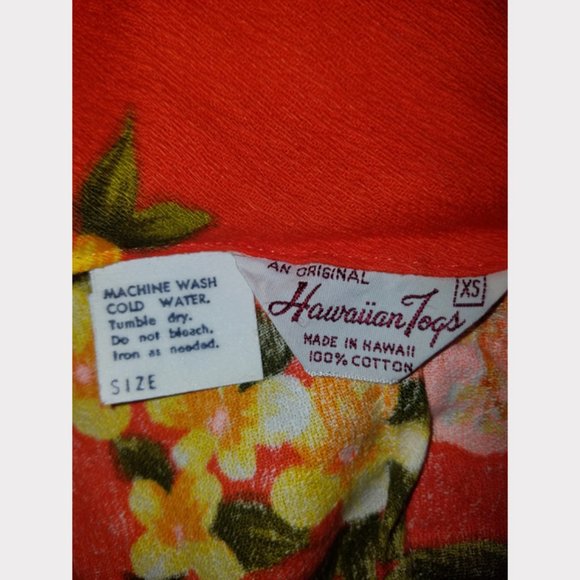 MACHINE WASH
COLD WATER.
Tumble dry.
Do not bleach.
Iron as needed.
SIZE
AN ORIGINAL
XS
Hawaiian Togs
MADE IN HAWAII
100% COTTON